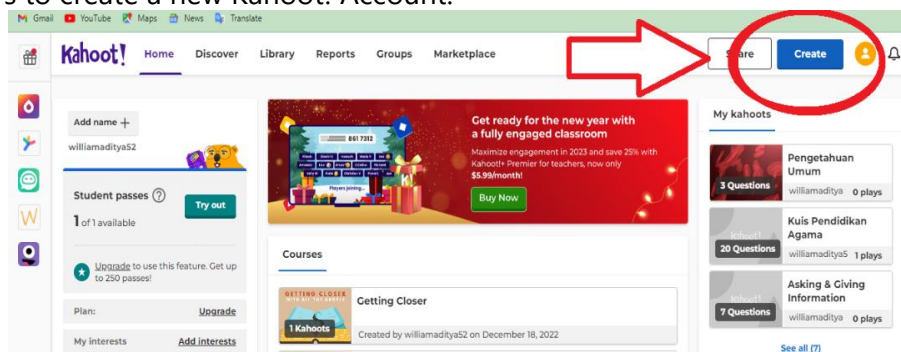 s to create a new Kahoot! Account.
Gmail YouTube Maps News Translate
Kahoot! Home Discover Library Reports Groups Marketplace Create
Add name +
williamaditya52
Student passes ?
1 of 1 available
Try out
Upgrade to use this feature. Get up
to 250 passes!
Plan: Upgrade
My interests Add interests
861 7312
Players joining...
Get ready for the new year with
a fully engaged classroom
Maximize engagement in 2023 and save 25% with
Kahoot!+ Premier for teachers, now only
$5.99/month!
Buy Now
Courses
GETTING CLOSER
1 Kahoots
Getting Closer
Created by williamaditya52 on December 18, 2022
My kahoots
3 Questions
Pengetahuan
Umum
williamaditya 0 plays
20 Questions
Kuis Pendidikan
Agama
williamaditya5 1 plays
7 Questions
Asking & Giving
Information
williamaditya 0 plays
See all (7)